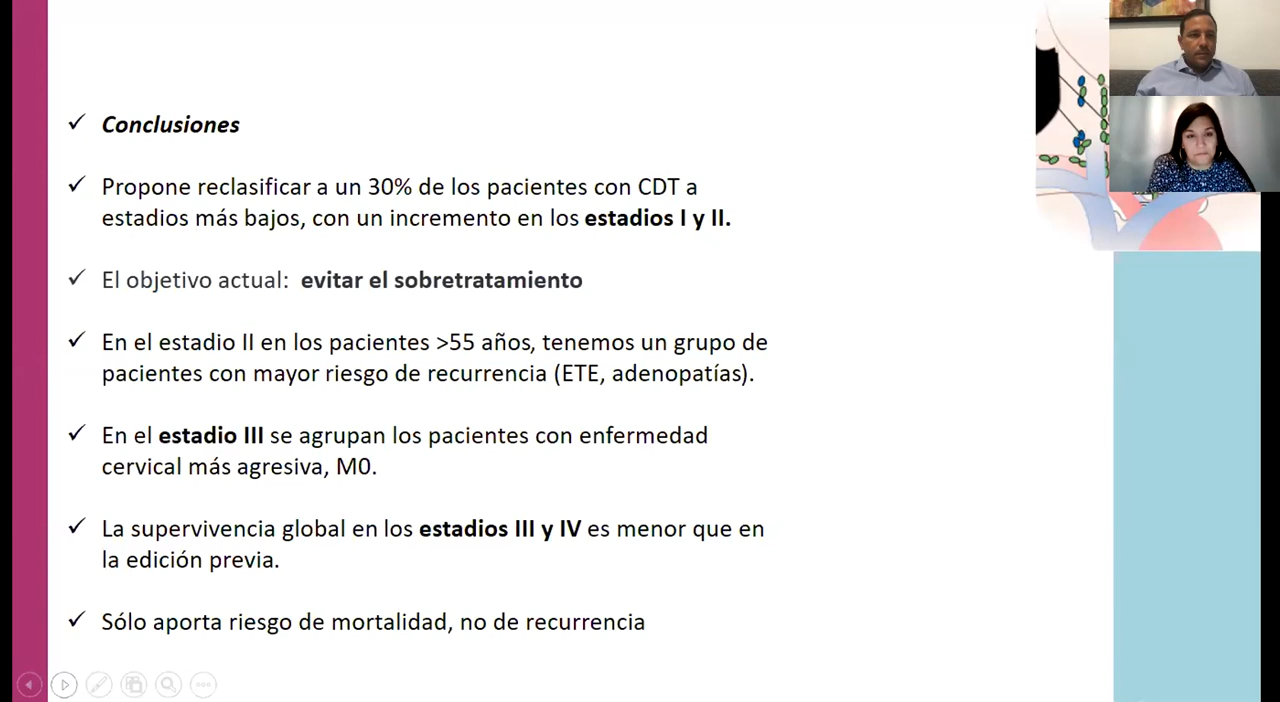 Conclusiones
Propone reclasificar a un 30% de los pacientes con CDT a
estadios más bajos, con un incremento en los estadios I y II.
El objetivo actual: evitar el sobretratamiento
En el estadio II en los pacientes >55 años, tenemos un grupo de
pacientes con mayor riesgo de recurrencia (ETE, adenopatías).
En el estadio III se agrupan los pacientes con enfermedad
cervical más agresiva, M0.
La supervivencia global en los estadios III y IV es menor que en
la edición previa.
Sólo aporta riesgo de mortalidad, no de recurrencia